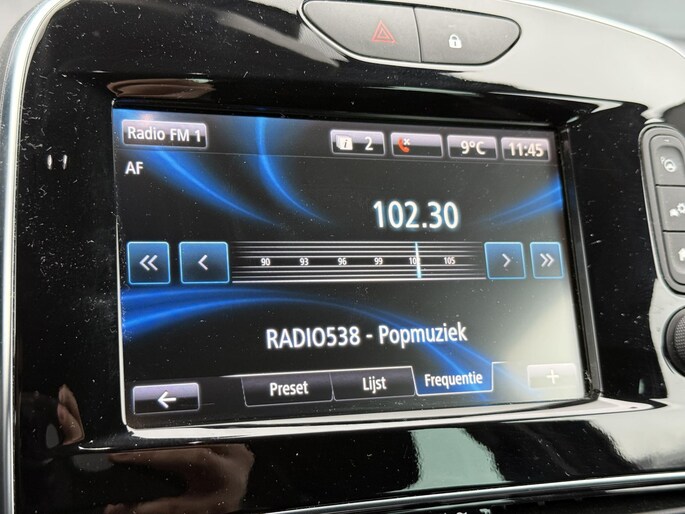 Radio FM 1
i 2
9°C
11:45
AF
102.30
90 93 96 99 102 105
RADIO538 - Popmuziek
Preset
Lijst
Frequentie